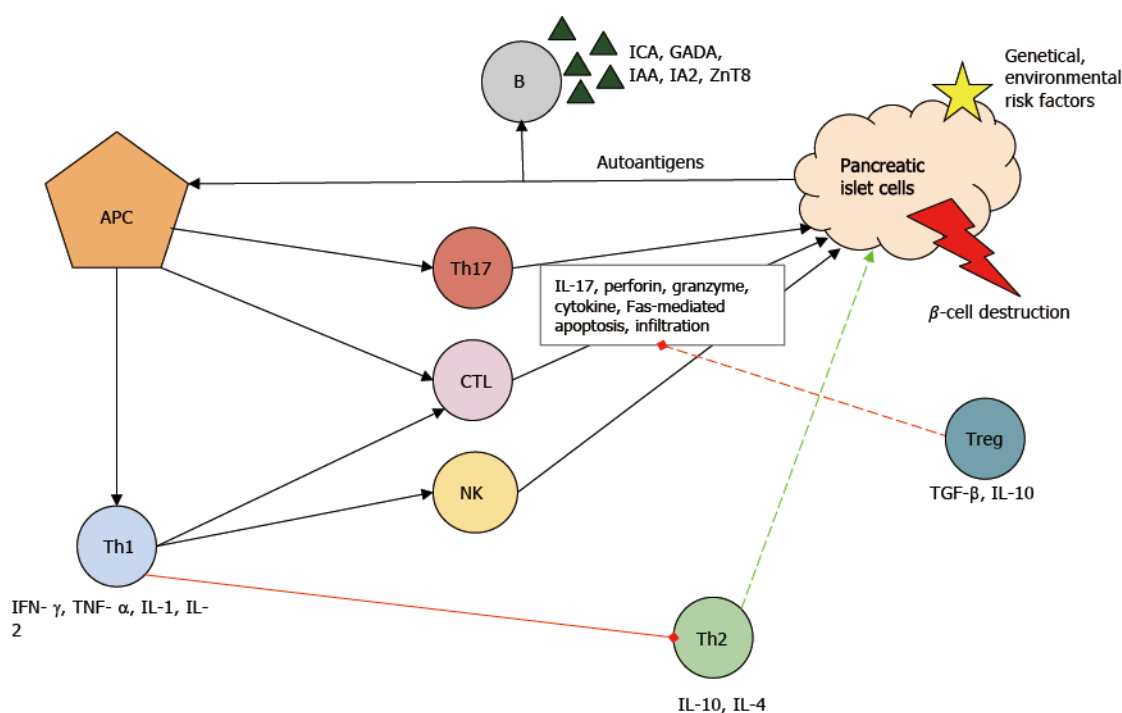 ICA, GADA,
IAA, IA2, ZnT8
B
Genetical,
environmental
risk factors
Autoantigens
Pancreatic
islet cells
APC
Th17
IL-17, perforin, granzyme,
cytokine, Fas-mediated
apoptosis, infiltration
β-cell destruction
CTL
Treg
TGF-β, IL-10
NK
Th1
IFN- γ, TNF- α, IL-1, IL-
2
Th2
IL-10, IL-4